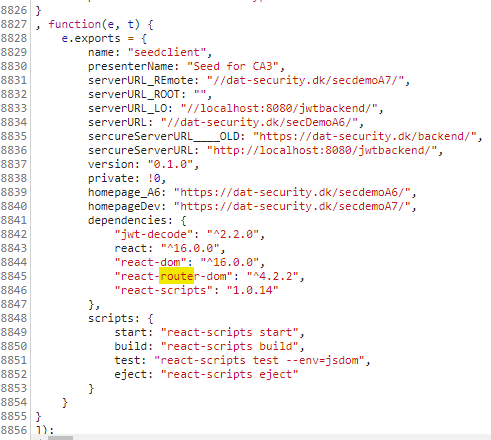 8826 }
8827 , function(e, t) {
8828 e.exports = {
8829 name: "seedclient",
8830 presenterName: "Seed for CA3",
8831 serverURL_REmote: "//dat-security.dk/secdemoA7/",
8832 serverURL_ROOT: "",
8833 serverURL_LO: "//localhost:8080/jwtbackend/",
8834 serverURL: "//dat-security.dk/secDemoA6/",
8835 sercureServerURL____OLD: "https://dat-security.dk/backend/",
8836 sercureServerURL: "http://localhost:8080/jwtbackend/",
8837 version: "0.1.0",
8838 private: !0,
8839 homepage_A6: "https://dat-security.dk/secdemoA6/",
8840 homepageDev: "https://dat-security.dk/secdemoA7/",
8841 dependencies: {
8842 "jwt-decode": "^2.2.0",
8843 react: "^16.0.0",
8844 "react-dom": "^16.0.0",
8845 "react-router-dom": "^4.2.2",
8846 "react-scripts": "1.0.14"
8847 },
8848 scripts: {
8849 start: "react-scripts start",
8850 build: "react-scripts build",
8851 test: "react-scripts test --env=jsdom",
8852 eject: "react-scripts eject"
8853 }
8854 }
8855 }
8856 ]);